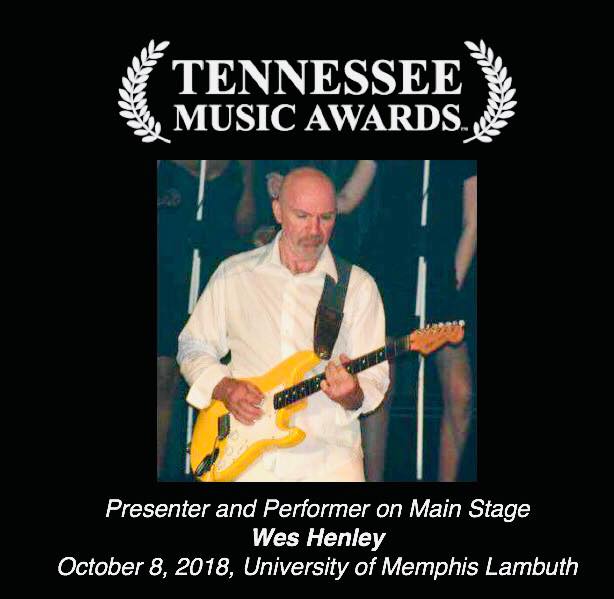 TENNESSEE
MUSIC AWARDS™
Presenter and Performer on Main Stage
Wes Henley
October 8, 2018, University of Memphis Lambuth